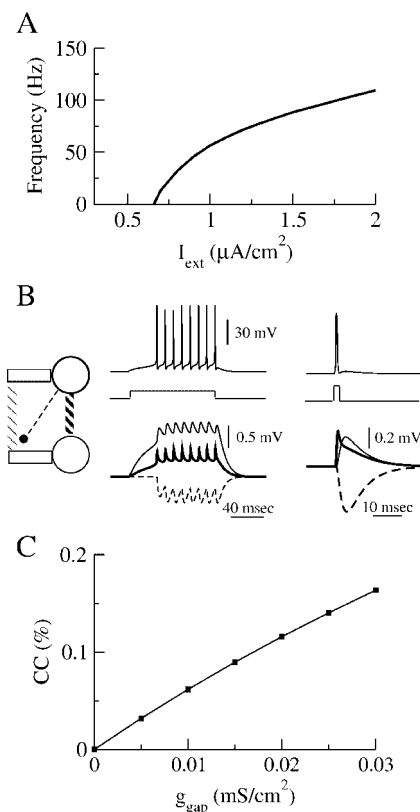 A
150
100
50
0
Frequency (Hz)
0.5 1 1.5 2
I_ext (μA/cm²)
B
30 mV
0.5 mV
0.2 mV
40 msec
10 msec
C
0.2
0.1
0
CC (%)
0 0.01 0.02 0.03
g_gap (mS/cm²)